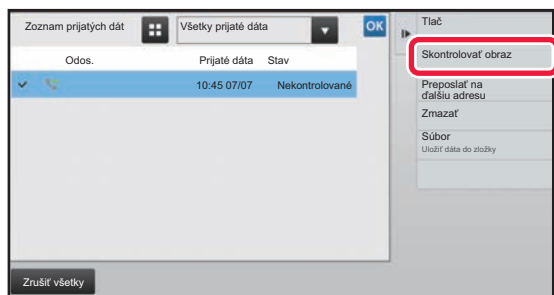 Zoznam prijatých dát
Všetky prijaté dáta
OK
Odos.
Prijaté dáta
Stav
10:45 07/07
Nekontrolované
Zrušiť všetky
Tlač
Skontrolovať obraz
Preposlať na
ďalšiu adresu
Zmazať
Súbor
Uložiť dáta do zložky